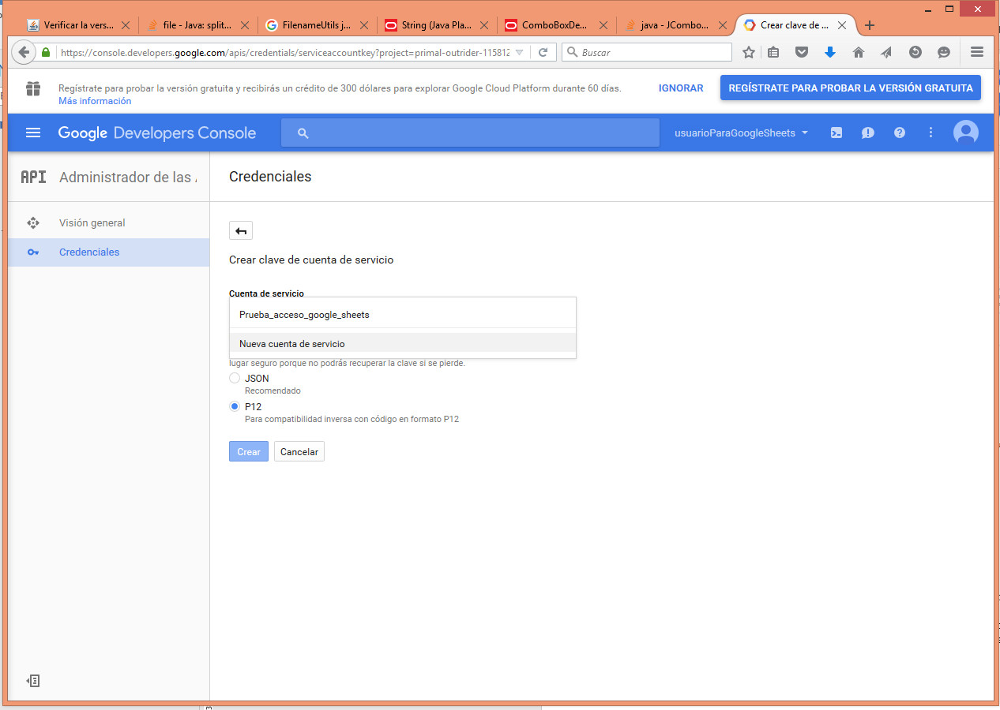 Verificar la vers...
file - Java: split...
FilenameUtils j...
String (Java Pla...
ComboBoxDe...
java - JCombo...
Crear clave de ...
https://console.developers.google.com/apis/credentials/serviceaccountkey?project=primal-outrider-11581
Buscar
Regístrate para probar la versión gratuita y recibirás un crédito de 300 dólares para explorar Google Cloud Platform durante 60 días.
Más información
IGNORAR
REGÍSTRATE PARA PROBAR LA VERSIÓN GRATUITA
Google Developers Console
usuarioParaGoogleSheets
API
Administrador de las
Credenciales
Visión general
Credenciales
Crear clave de cuenta de servicio
Cuenta de servicio
Prueba_acceso_google_sheets
Nueva cuenta de servicio
lugar seguro porque no podrás recuperar la clave si se pierde.
JSON
Recomendado
P12
Para compatibilidad inversa con código en formato P12
Crear
Cancelar